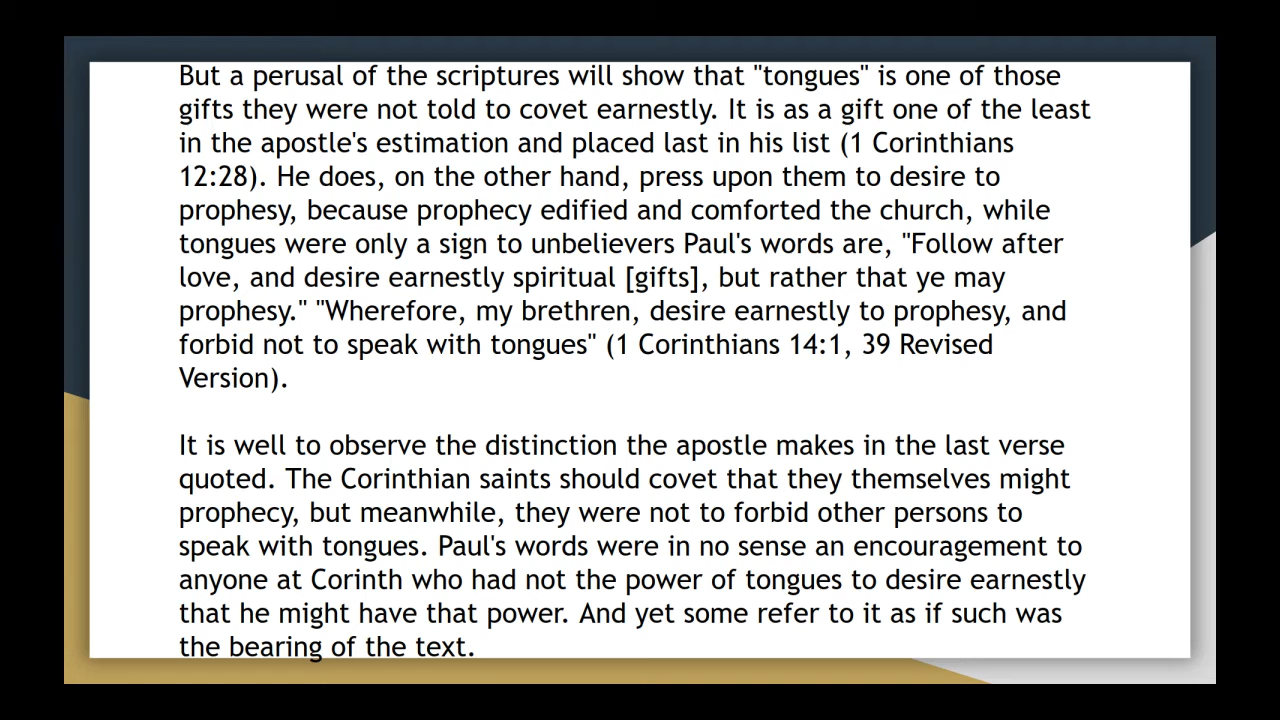 But a perusal of the scriptures will show that "tongues" is one of those
gifts they were not told to covet earnestly. It is as a gift one of the least
in the apostle's estimation and placed last in his list (1 Corinthians
12:28). He does, on the other hand, press upon them to desire to
prophesy, because prophecy edified and comforted the church, while
tongues were only a sign to unbelievers Paul's words are, "Follow after
love, and desire earnestly spiritual [gifts], but rather that ye may
prophesy." "Wherefore, my brethren, desire earnestly to prophesy, and
forbid not to speak with tongues" (1 Corinthians 14:1, 39 Revised
Version).
It is well to observe the distinction the apostle makes in the last verse
quoted. The Corinthian saints should covet that they themselves might
prophecy, but meanwhile, they were not to forbid other persons to
speak with tongues. Paul's words were in no sense an encouragement to
anyone at Corinth who had not the power of tongues to desire earnestly
that he might have that power. And yet some refer to it as if such was
the bearing of the text.